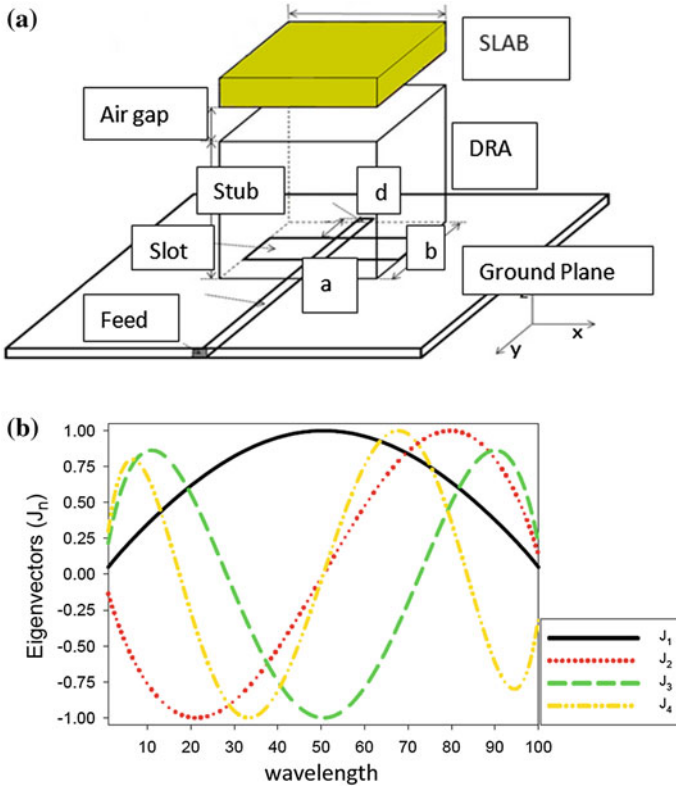 (a)
SLAB
Air gap
DRA
Stub
d
Slot
b
a
Ground Plane
Feed
x
y
(b)
Eigenvectors (Jn)
1.00
0.75
0.50
0.25
0.00
-0.25
-0.50
-0.75
-1.00
10 20 30 40 50 60 70 80 90 100
wavelength
J1
J2
J3
J4